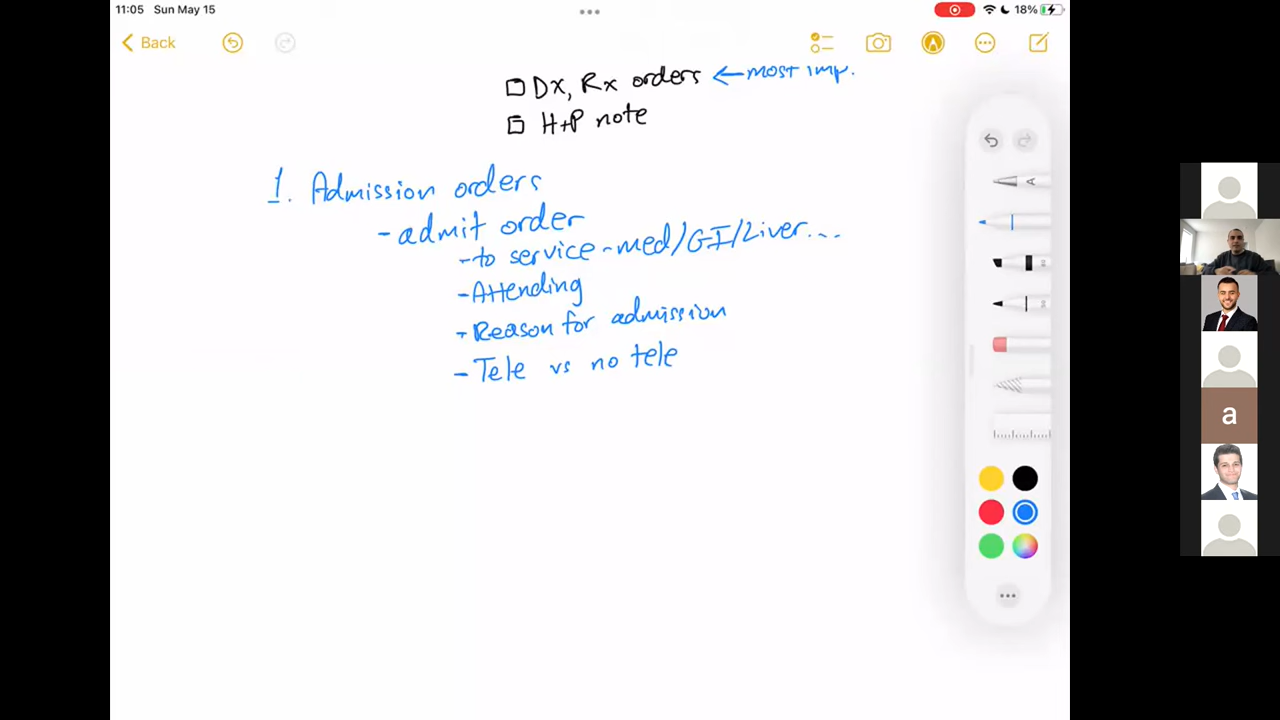 11:05 Sun May 15
18%
Back
□ Dx, Rx orders ← most imp.
□ H+P note
1. Admission orders
- admit order
- to service - med/GI/Liver...
- Attending
- Reason for admission
- Tele vs no tele
A
a